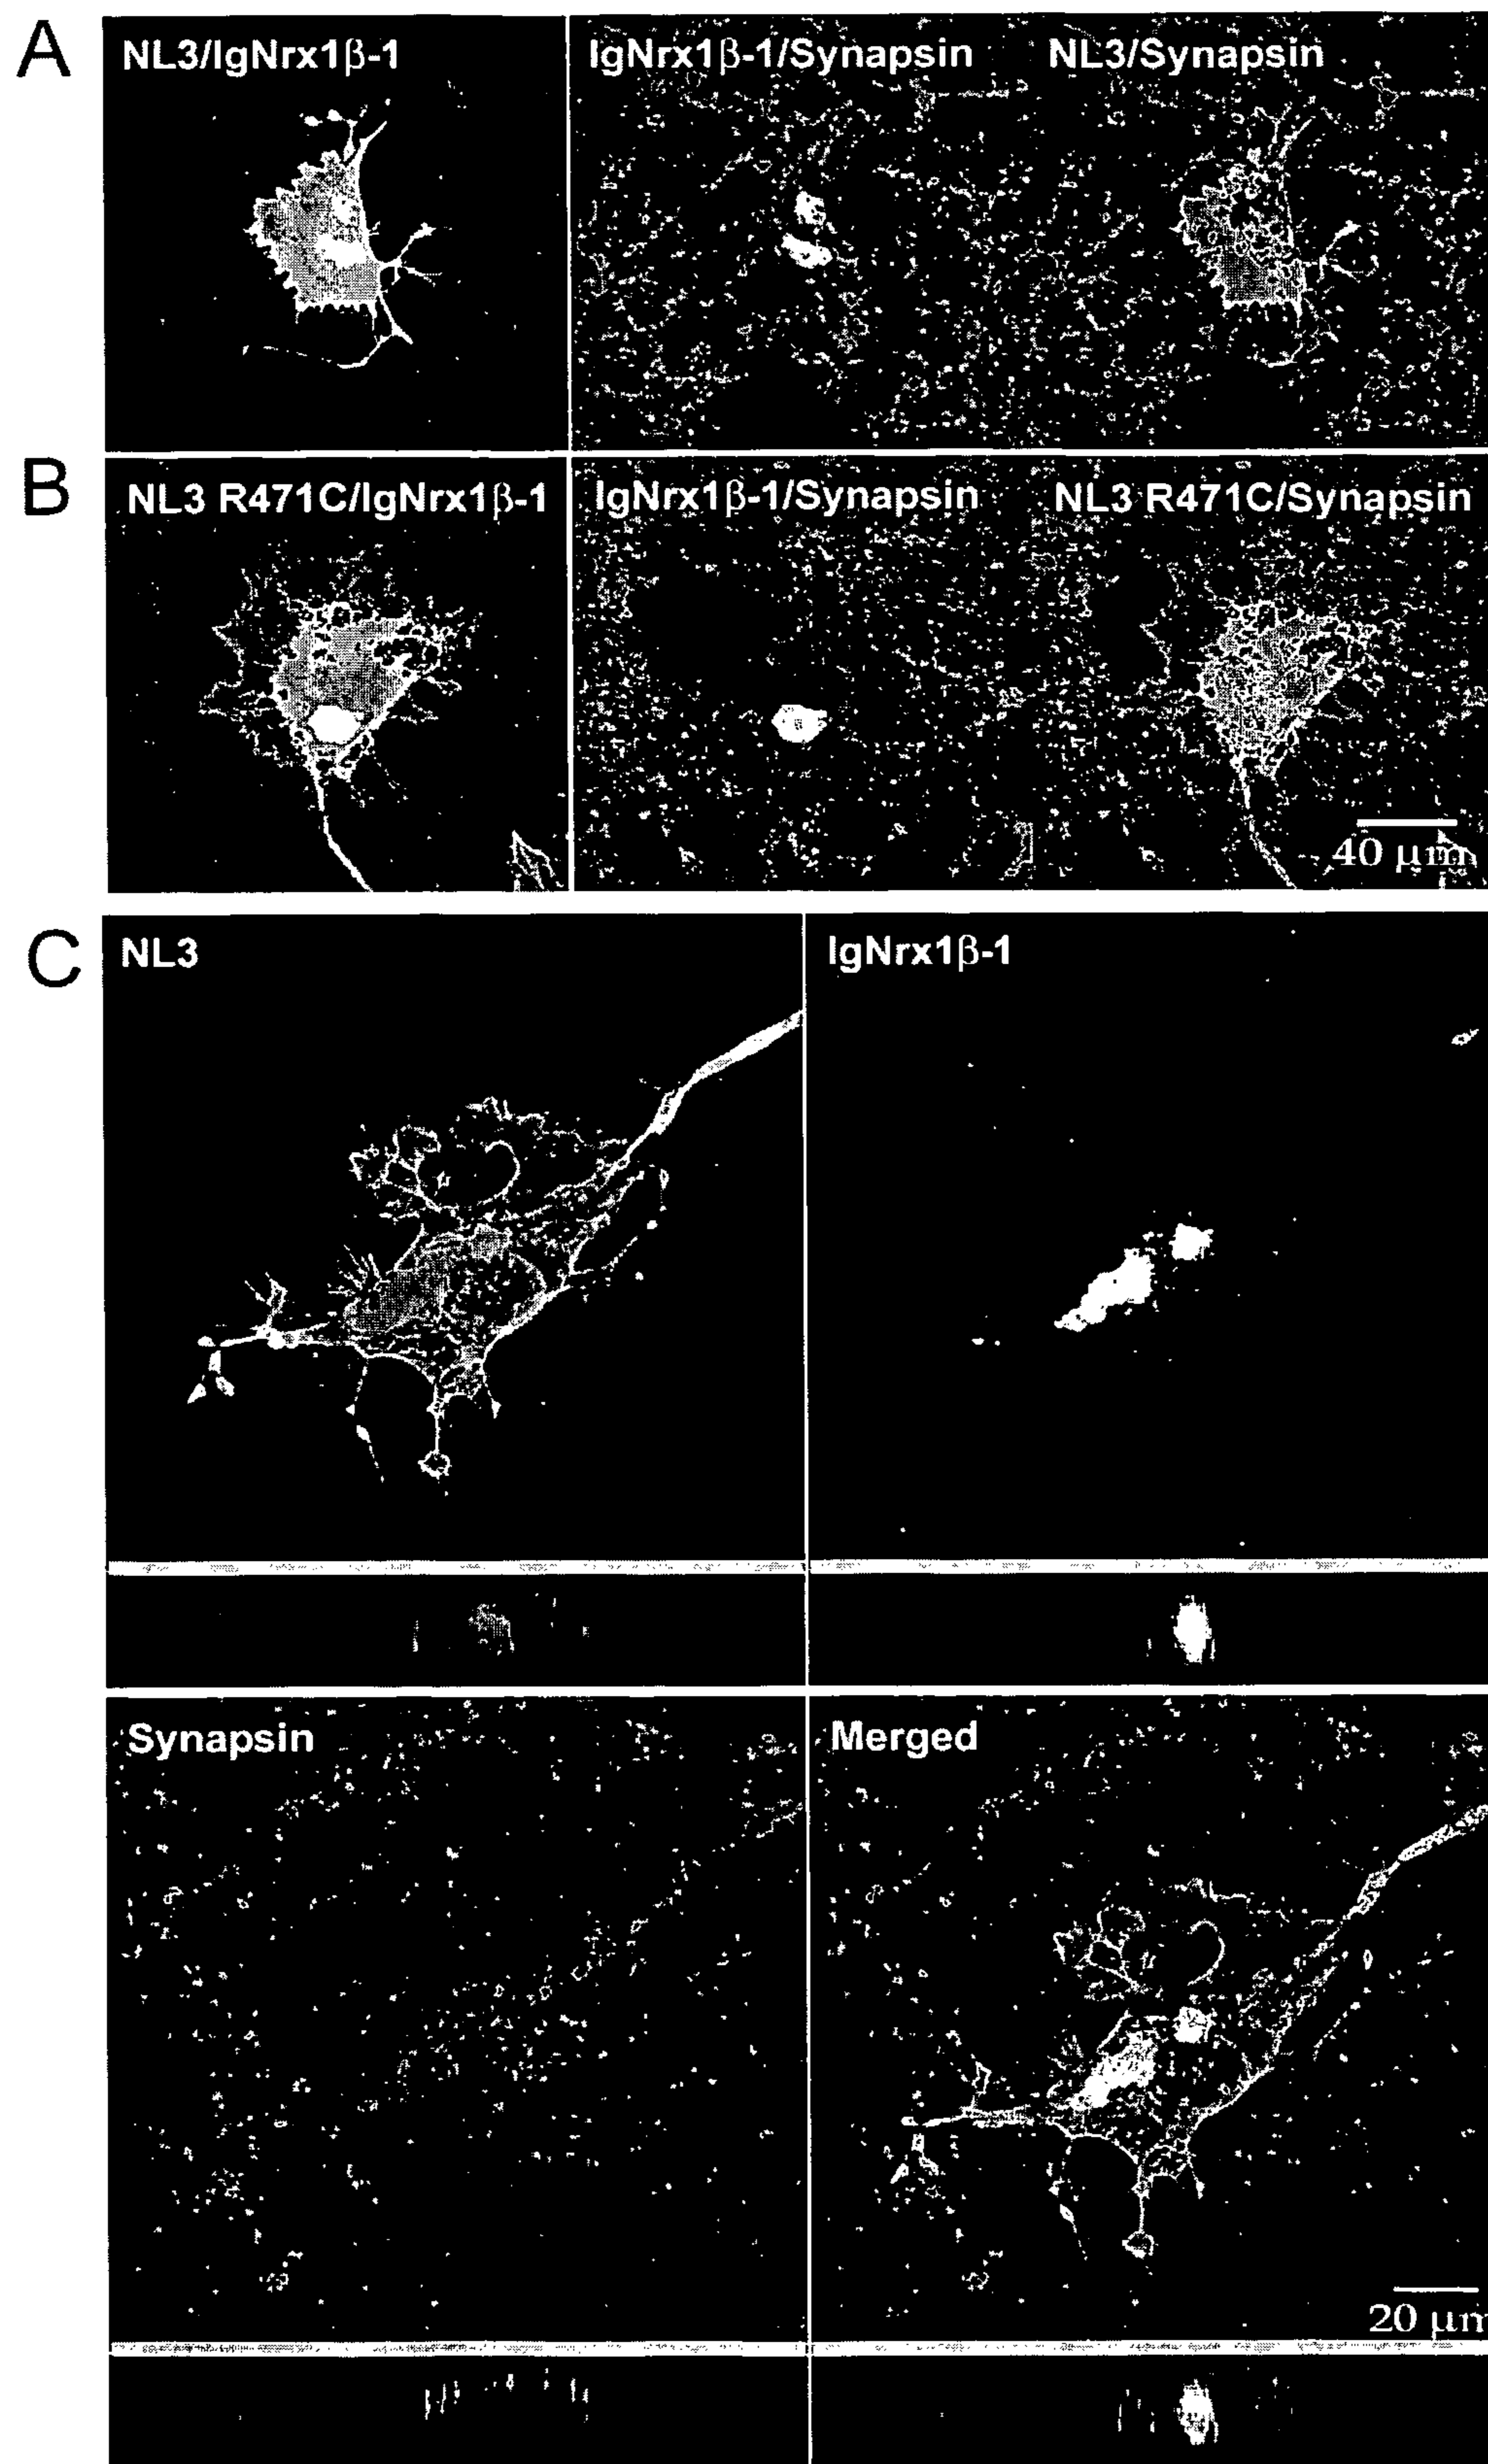 A
NL3/IgNrx1β-1
IgNrx1β-1/Synapsin
NL3/Synapsin
B
NL3 R471C/IgNrx1β-1
IgNrx1β-1/Synapsin
NL3 R471C/Synapsin
40 μm
C
NL3
IgNrx1β-1
Synapsin
Merged
20 μm